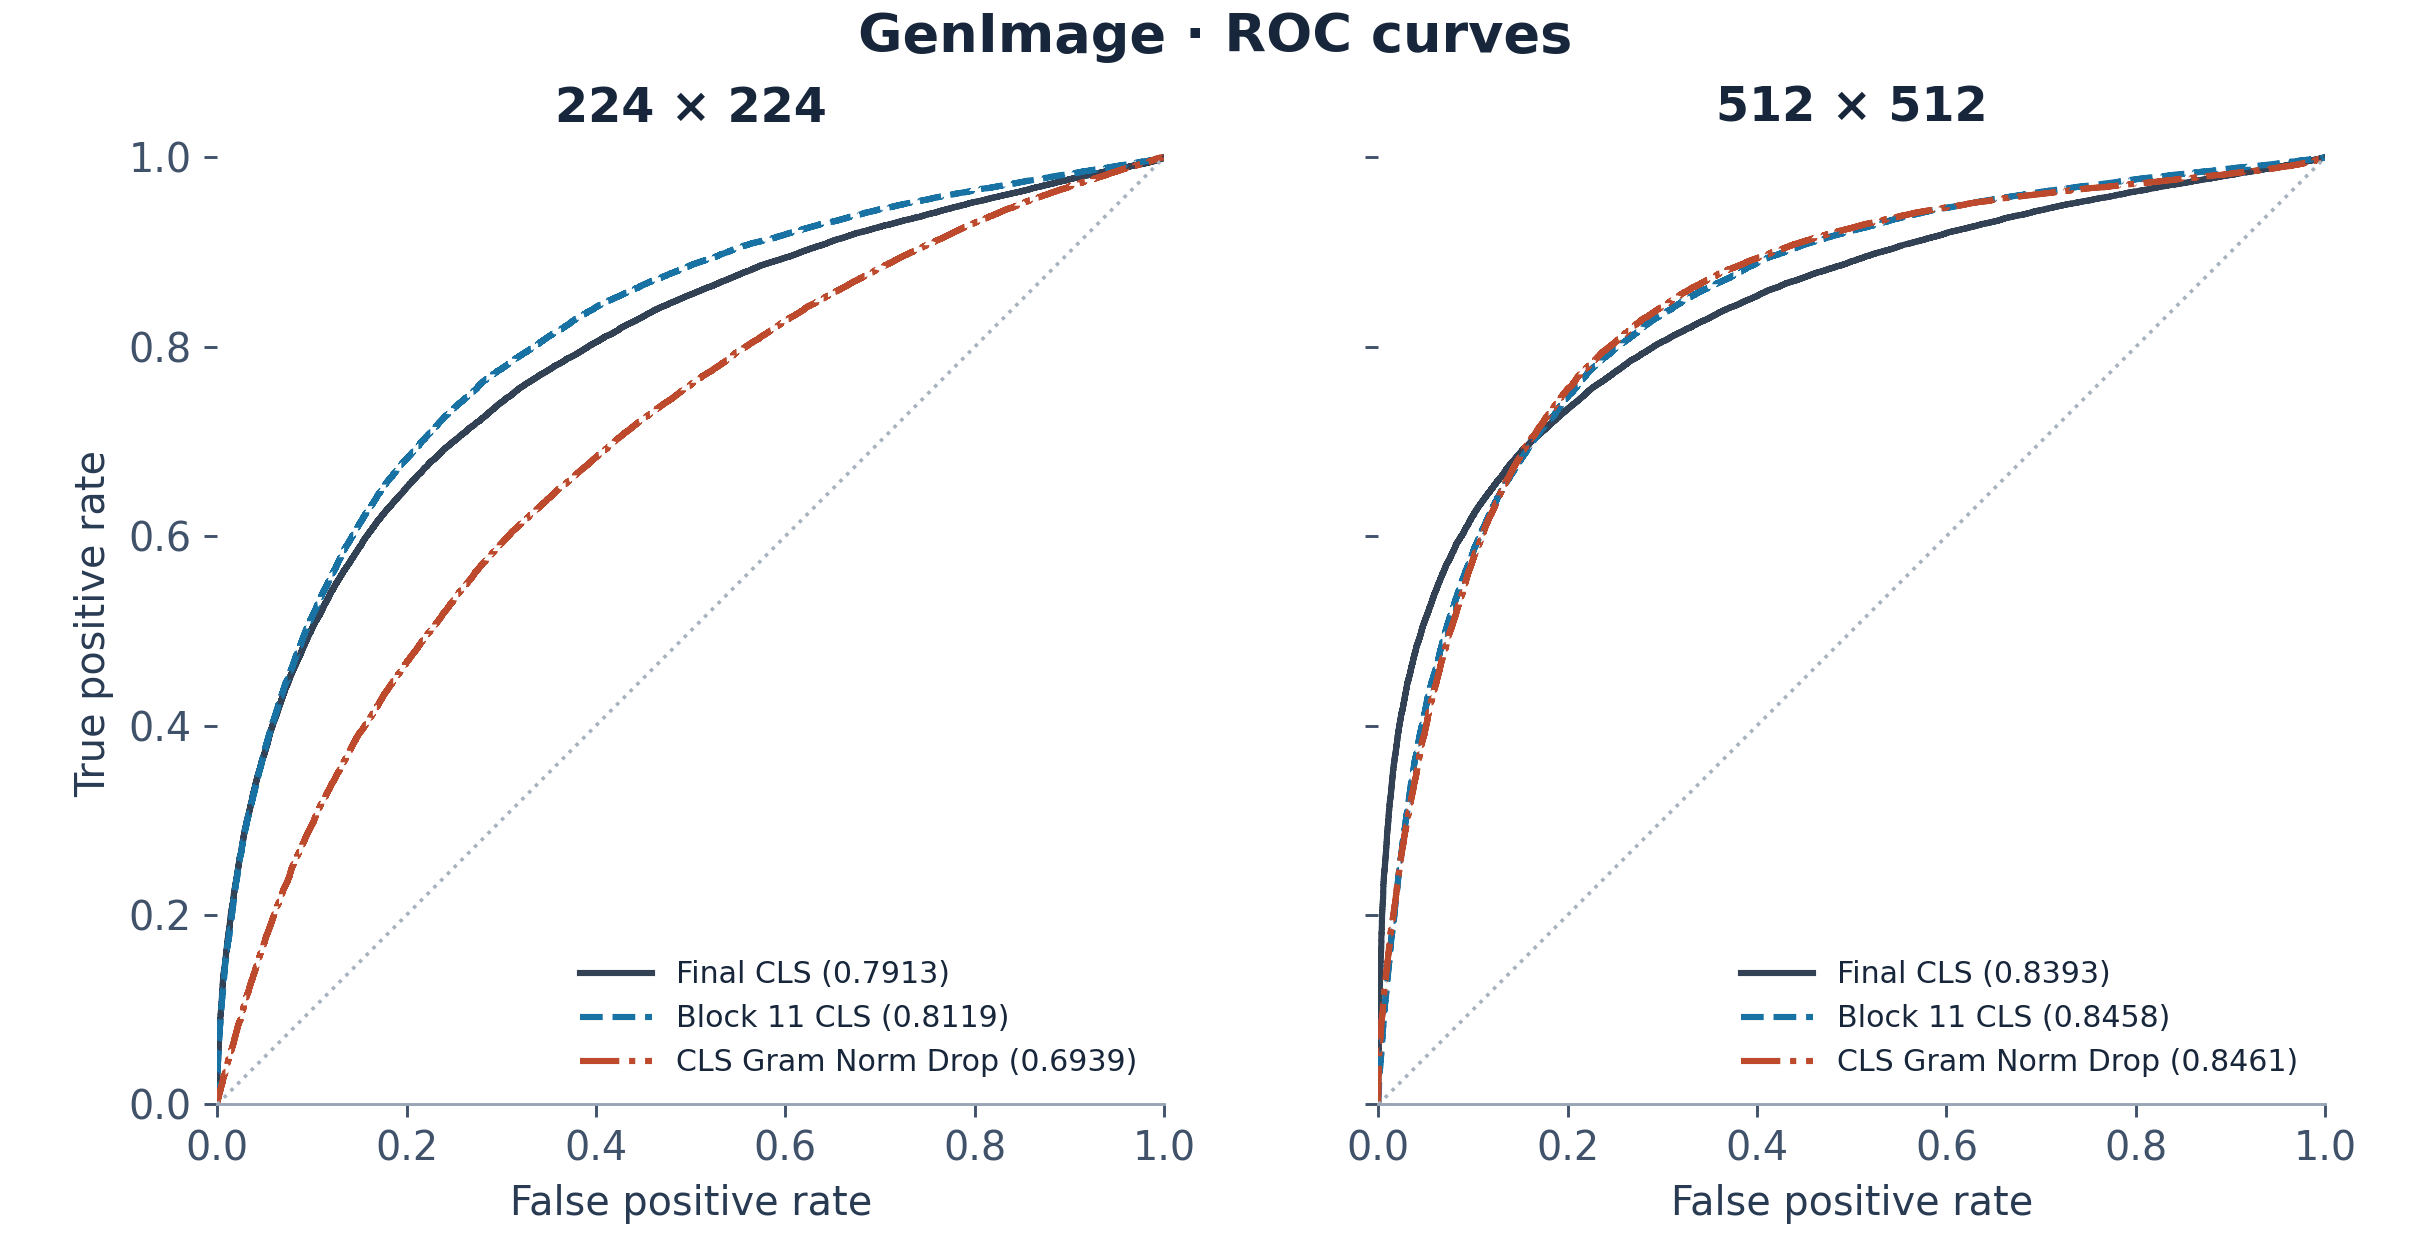 GenImage · ROC curves
224 × 224
1.0
0.8
0.6
0.4
0.2
0.0
True positive rate
Final CLS (0.7913)
Block 11 CLS (0.8119)
CLS Gram Norm Drop (0.6939)
0.0 0.2 0.4 0.6 0.8 1.0
False positive rate
512 × 512
Final CLS (0.8393)
Block 11 CLS (0.8458)
CLS Gram Norm Drop (0.8461)
0.0 0.2 0.4 0.6 0.8 1.0
False positive rate